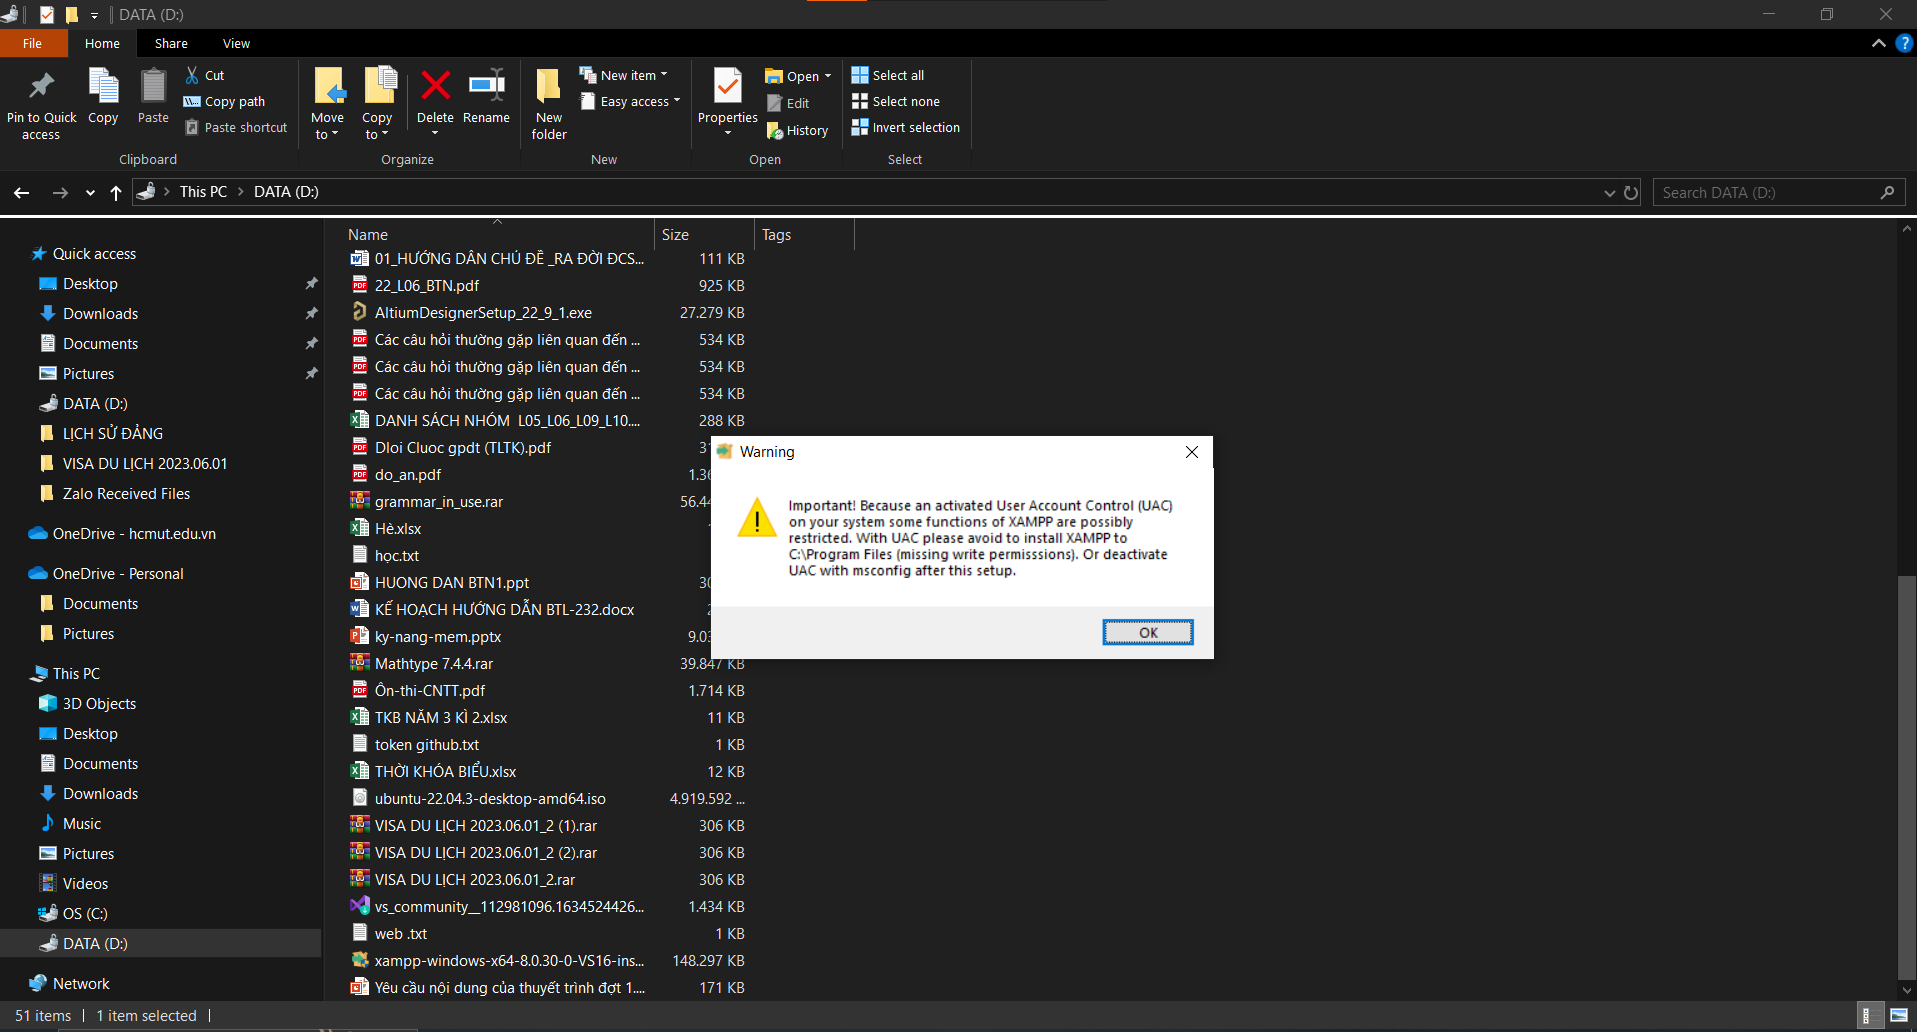 DATA (D:)
File
Home
Share
View
Pin to Quick
access
Copy
Paste
Cut
Copy path
Paste shortcut
Clipboard
Move
to
Copy
to
Delete
Rename
Organize
New
folder
New item
Easy access
New
Properties
Open
Edit
History
Open
Select all
Select none
Invert selection
Select
This PC
DATA (D:)
Search DATA (D:)
Quick access
Desktop
Downloads
Documents
Pictures
DATA (D:)
LỊCH SỬ ĐẢNG
VISA DU LỊCH 2023.06.01
Zalo Received Files
OneDrive - hcmut.edu.vn
OneDrive - Personal
Documents
Pictures
This PC
3D Objects
Desktop
Documents
Downloads
Music
Pictures
Videos
OS (C:)
DATA (D:)
Network
Name Size Tags
01_HƯỚNG DẪN CHỦ ĐỀ _RA ĐỜI ĐCS... 111 KB
22_L06_BTN.pdf 925 KB
AltiumDesignerSetup_22_9_1.exe 27.279 KB
Các câu hỏi thường gặp liên quan đến ... 534 KB
Các câu hỏi thường gặp liên quan đến ... 534 KB
Các câu hỏi thường gặp liên quan đến ... 534 KB
DANH SÁCH NHÓM  L05_L06_L09_L10.... 288 KB
Dloi Cluoc gpdt (TLTK).pdf
do_an.pdf
grammar_in_use.rar
Hè.xlsx
học.txt
HUONG DAN BTN1.ppt
KẾ HOẠCH HƯỚNG DẪN BTL-232.docx
ky-nang-mem.pptx
Mathtype 7.4.4.rar 39.847 KB
Ôn-thi-CNTT.pdf 1.714 KB
TKB NĂM 3 KÌ 2.xlsx 11 KB
token github.txt 1 KB
THỜI KHÓA BIỂU.xlsx 12 KB
ubuntu-22.04.3-desktop-amd64.iso 4.919.592 ...
VISA DU LỊCH 2023.06.01_2 (1).rar 306 KB
VISA DU LỊCH 2023.06.01_2 (2).rar 306 KB
VISA DU LỊCH 2023.06.01_2.rar 306 KB
vs_community__112981096.1634524426... 1.434 KB
web .txt 1 KB
xampp-windows-x64-8.0.30-0-VS16-ins... 148.297 KB
Yêu cầu nội dung của thuyết trình đợt 1.... 171 KB
Warning
Important! Because an activated User Account Control (UAC)
on your system some functions of XAMPP are possibly
restricted. With UAC please avoid to install XAMPP to
C:\Program Files (missing write permisssions). Or deactivate
UAC with msconfig after this setup.
OK
51 items
1 item selected